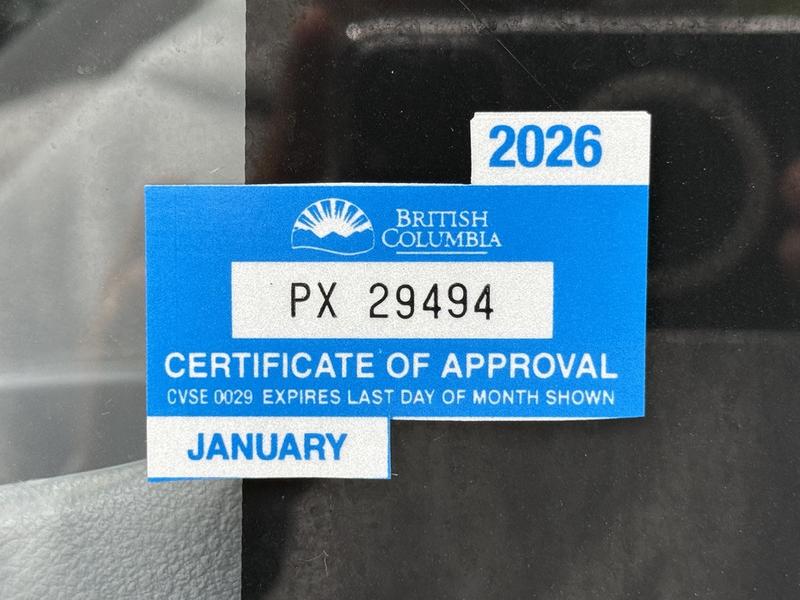 2026
BRITISH
COLUMBIA
PX 29494
CERTIFICATE OF APPROVAL
CVSE 0029 EXPIRES LAST DAY OF MONTH SHOWN
JANUARY